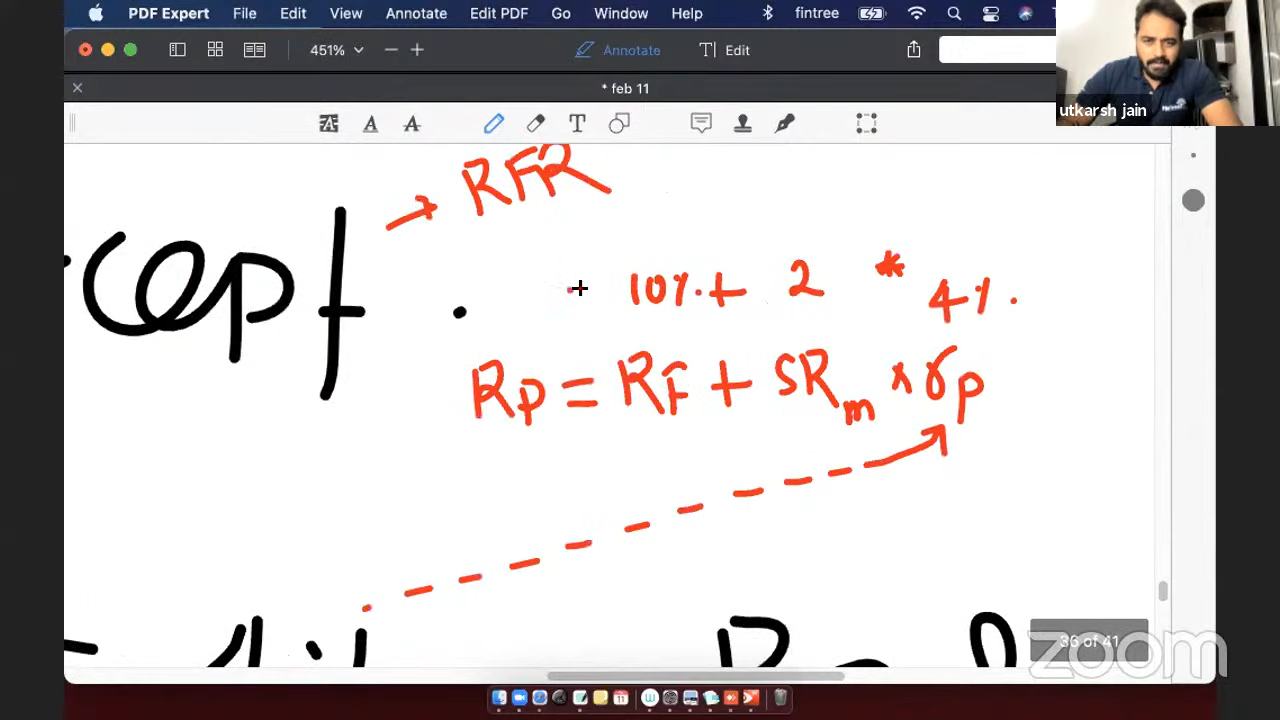 PDF Expert File Edit View Annotate Edit PDF Go Window Help fintree
451% Annotate T Edit
utkarsh jain
* feb 11
RFR
cept.
10% + 2 * 4%.
RP = RF + SRm × σp
36 of 41
zoom